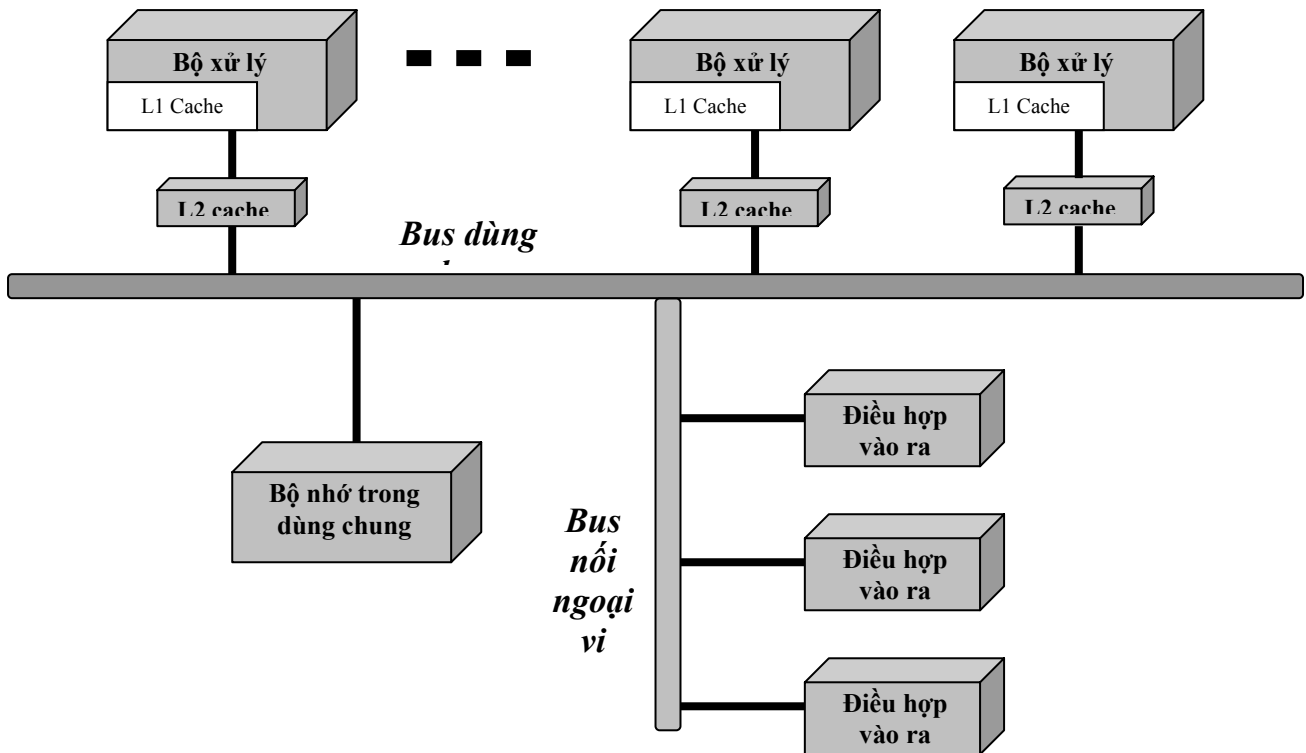 Bộ xử lý
Bộ xử lý
Bộ xử lý
L1 Cache
L1 Cache
L1 Cache
L2 cache
L2 cache
L2 cache
Bus dùng
Điều hợp
vào ra
Bộ nhớ trong
dùng chung
Bus
nối
ngoại
vi
Điều hợp
vào ra
Điều hợp
vào ra